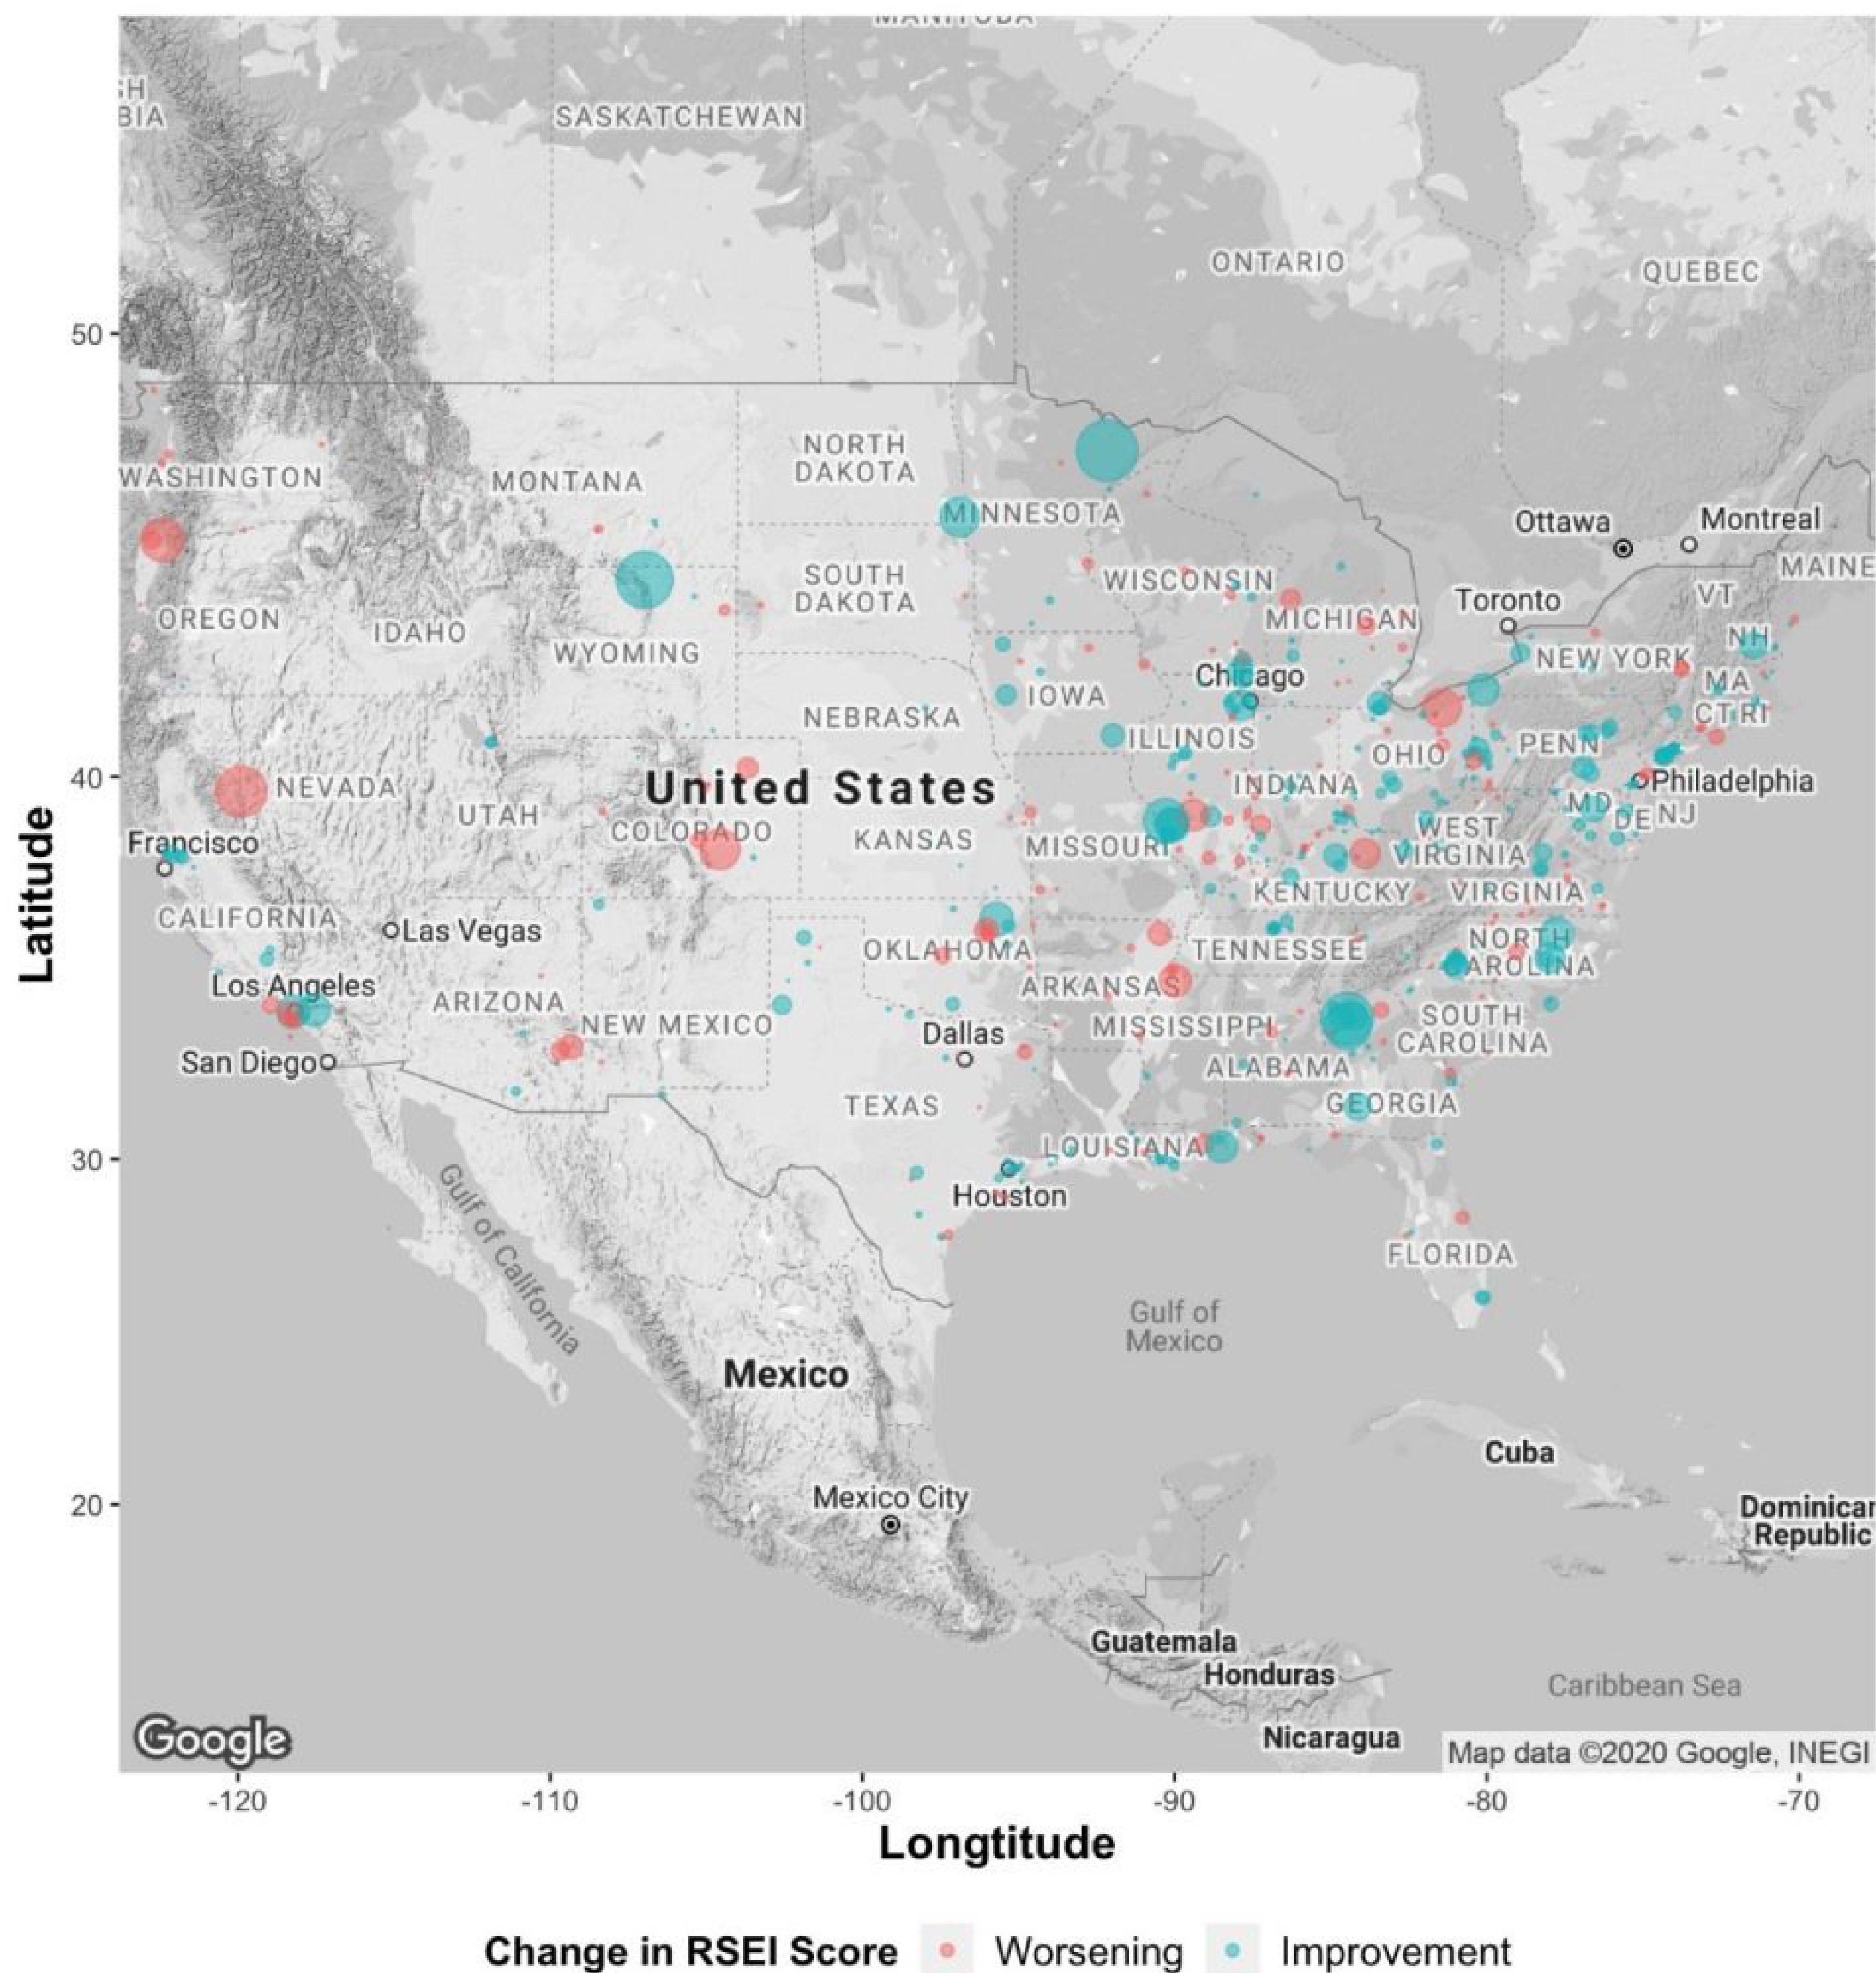 MANITOBA
SH
BIA
SASKATCHEWAN
ONTARIO
QUEBEC
50
NORTH
DAKOTA
WASHINGTON
MONTANA
MINNESOTA
Ottawa
Montreal
MAINE
SOUTH
DAKOTA
WISCONSIN
VT
OREGON
IDAHO
MICHIGAN
Toronto
NH
WYOMING
NEW YORK
Chicago
MA
IOWA
CT
RI
NEBRASKA
ILLINOIS
OHIO
PENN
40
NEVADA
United States
INDIANA
Philadelphia
UTAH
MD
DE
NJ
COLORADO
KANSAS
MISSOURI
WEST
VIRGINIA
Francisco
KENTUCKY
VIRGINIA
CALIFORNIA
Las Vegas
OKLAHOMA
TENNESSEE
NORTH
CAROLINA
Los Angeles
ARIZONA
ARKANSAS
NEW MEXICO
Dallas
MISSISSIPPI
SOUTH
CAROLINA
San Diego
ALABAMA
TEXAS
GEORGIA
30
LOUISIANA
Houston
Gulf of California
FLORIDA
Gulf of
Mexico
Mexico
Cuba
20
Mexico City
Dominican
Republic
Guatemala
Honduras
Caribbean Sea
Nicaragua
Google
Map data ©2020 Google, INEGI
Latitude
-120
-110
-100
-90
-80
-70
Longtitude
Change in RSEI Score
Worsening
Improvement